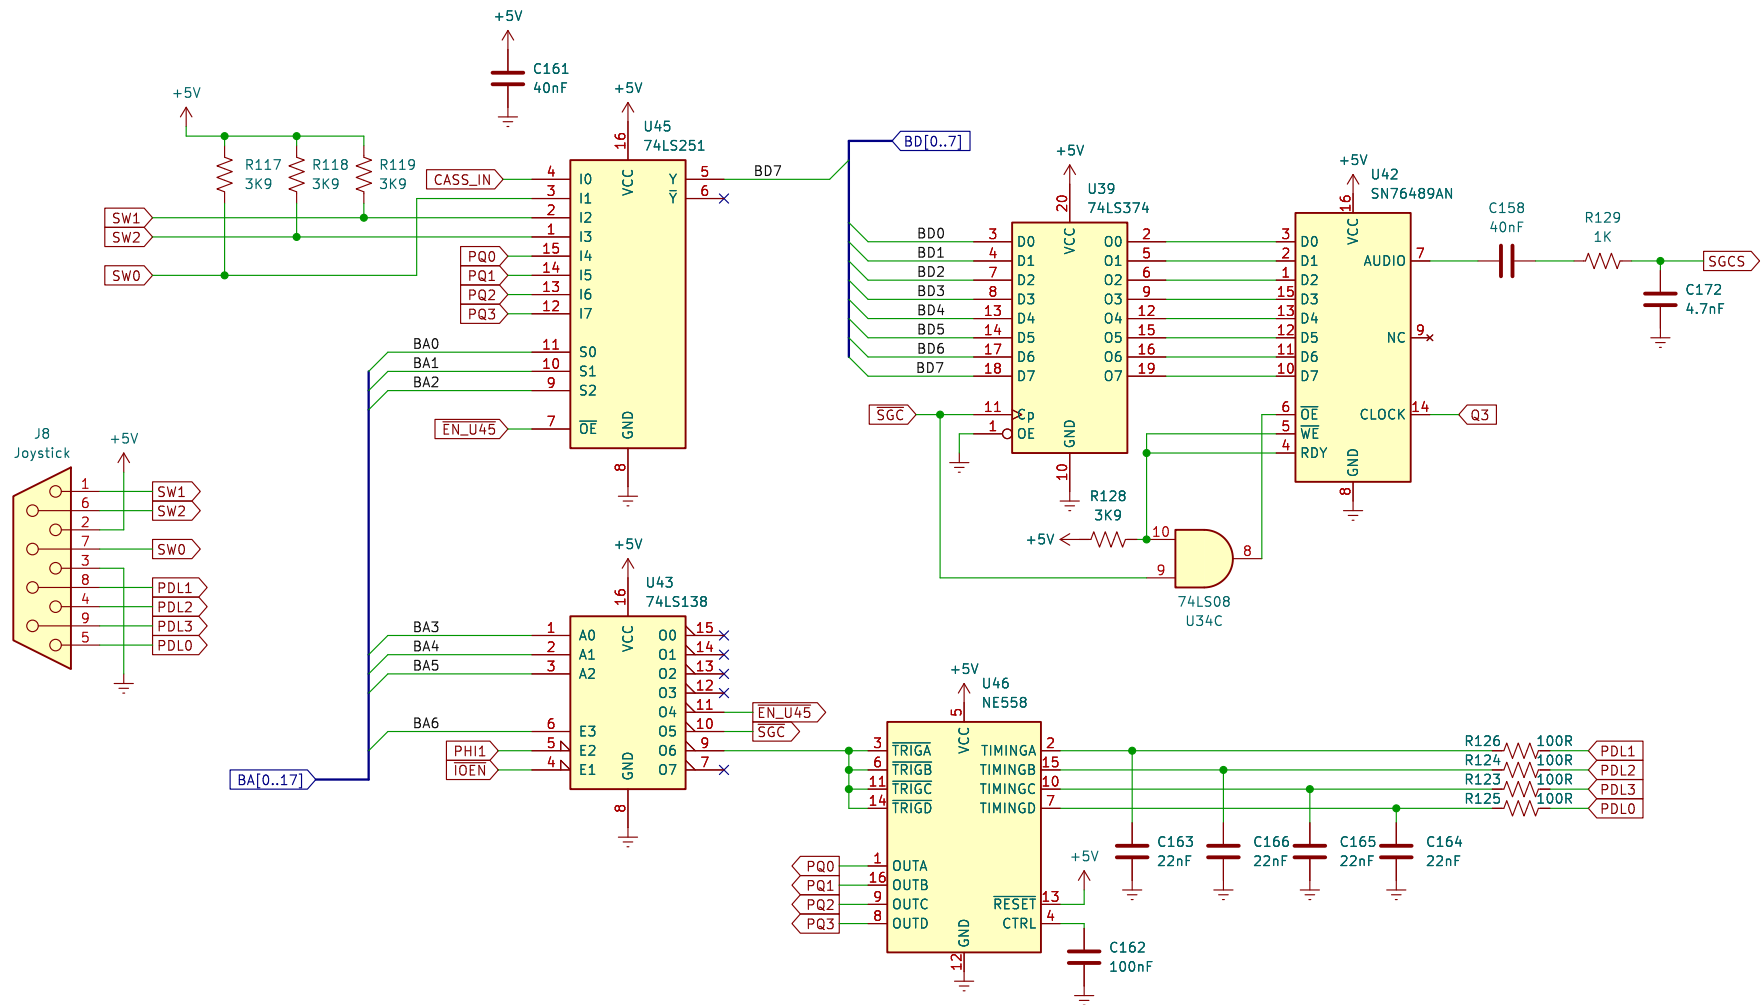 +5V
C161
40nF
+5V
R117
3K9
R118
3K9
R119
3K9
SW1
SW2
SW0
+5V
U45
74LS251
16
VCC
CASS_IN
4 I0
3 I1
2 I2
1 I3
PQ0 15 I4
PQ1 14 I5
PQ2 13 I6
PQ3 12 I7
BA0 11 S0
BA1 10 S1
BA2 9 S2
EN_U45 7 OE
GND
8
Y 5 BD7
Y 6
BD[0..7]
+5V
U39
74LS374
20
VCC
BD0 3 D0 O0 2
BD1 4 D1 O1 5
BD2 7 D2 O2 6
BD3 8 D3 O3 9
BD4 13 D4 O4 12
BD5 14 D5 O5 15
BD6 17 D6 O6 16
BD7 18 D7 O7 19
SGC 11 Cp
1 OE
GND
10
+5V
U42
SN76489AN
16
VCC
3 D0
2 D1 AUDIO 7
1 D2
15 D3
13 D4
12 D5 NC 9
11 D6
10 D7
6 OE CLOCK 14 Q3
5 WE
4 RDY
GND
8
C158
40nF
R129
1K
SGCS
C172
4.7nF
R128
3K9
+5V
10
9
8
74LS08
U34C
J8
Joystick
+5V
1 SW1
6 SW2
2
7 SW0
3
8 PDL1
4 PDL2
9 PDL3
5 PDL0
BA[0..17]
+5V
U43
74LS138
16
VCC
BA3 1 A0 O0 15
BA4 2 A1 O1 14
BA5 3 A2 O2 13
O3 12
O4 11 EN_U45
BA6 6 E3 O5 10 SGC
PHI1 5 E2 O6 9
IOEN 4 E1 O7 7
GND
8
+5V
U46
NE558
5
VCC
3 TRIGA TIMINGA 2
6 TRIGB TIMINGB 15
11 TRIGC TIMINGC 10
14 TRIGD TIMINGD 7
PQ0 1 OUTA
PQ1 16 OUTB
PQ2 9 OUTC RESET 13
PQ3 8 OUTD CTRL 4
GND
12
R126 100R PDL1
R124 100R PDL2
R123 100R PDL3
R125 100R PDL0
C163
22nF
C166
22nF
C165
22nF
C164
22nF
+5V
C162
100nF